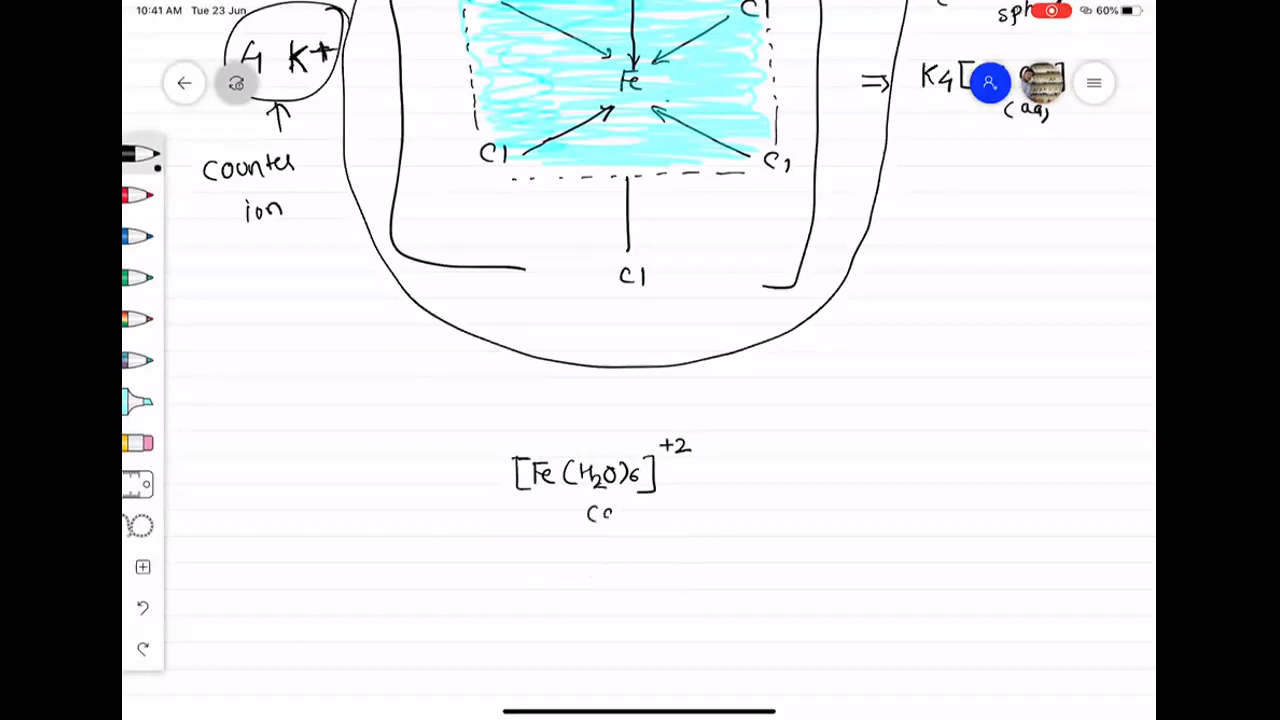 10:41 AM Tue 23 Jun
60%
Cl
sph
4 K+
Fe
⇒ K4[ ]
(aq)
Cl
Cl
counter
ion
Cl
[Fe(H2O)6]+2